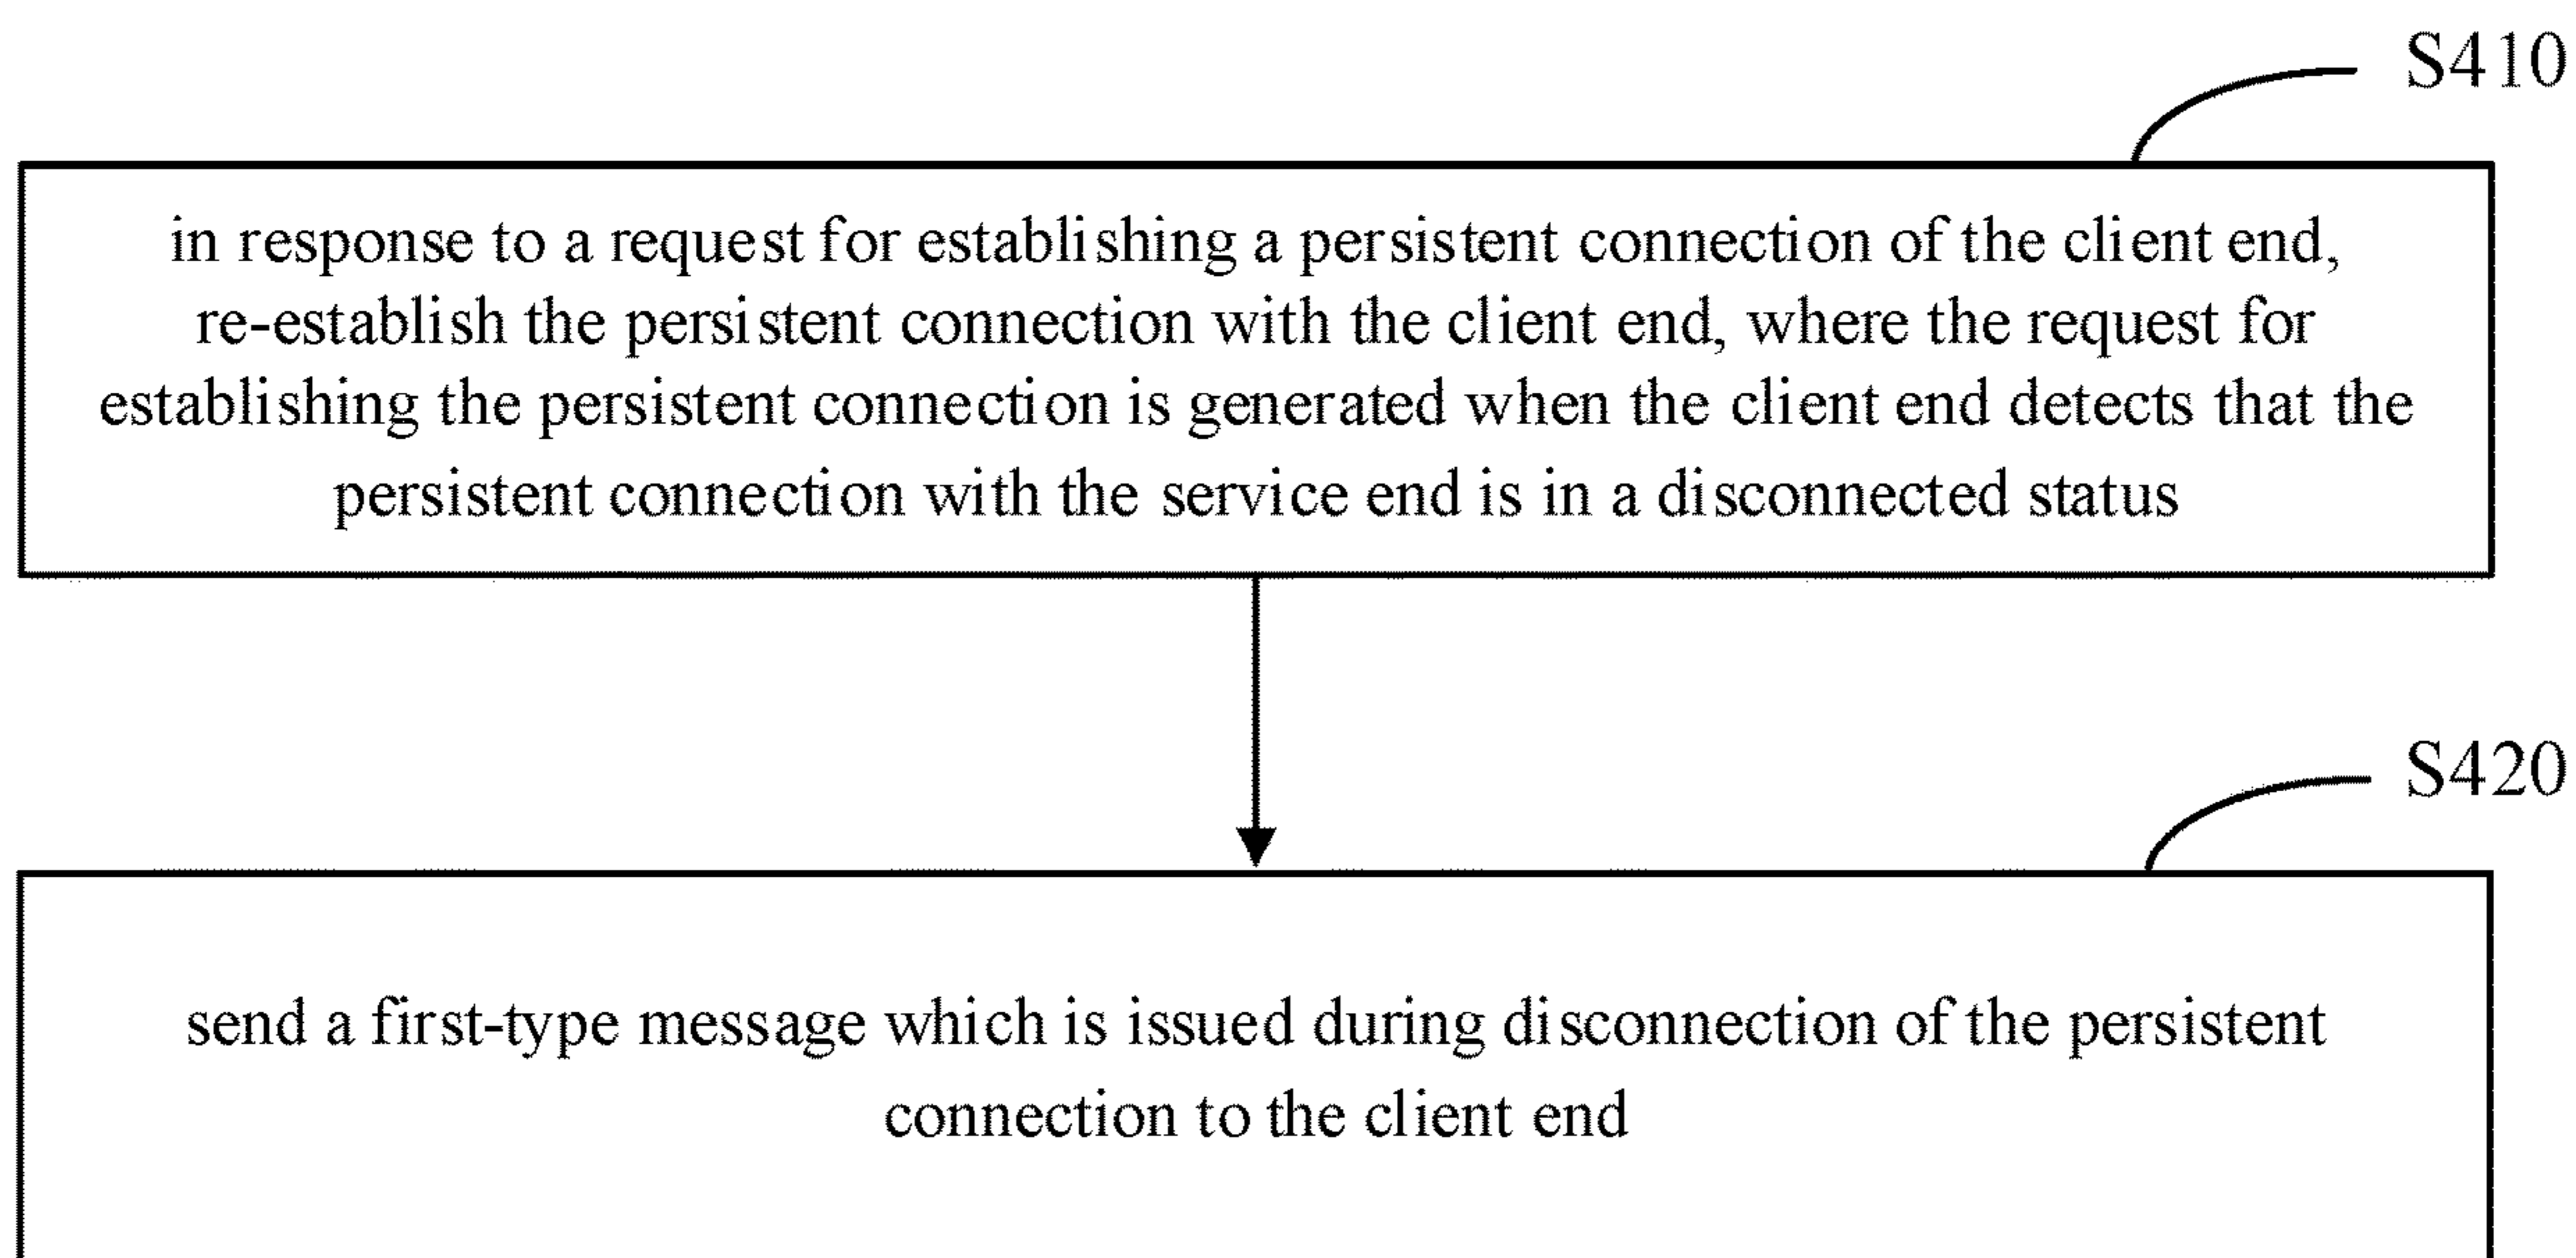 S410
in response to a request for establishing a persistent connection of the client end,
re-establish the persistent connection with the client end, where the request for
establishing the persistent connection is generated when the client end detects that the
persistent connection with the service end is in a disconnected status
S420
send a first-type message which is issued during disconnection of the persistent
connection to the client end